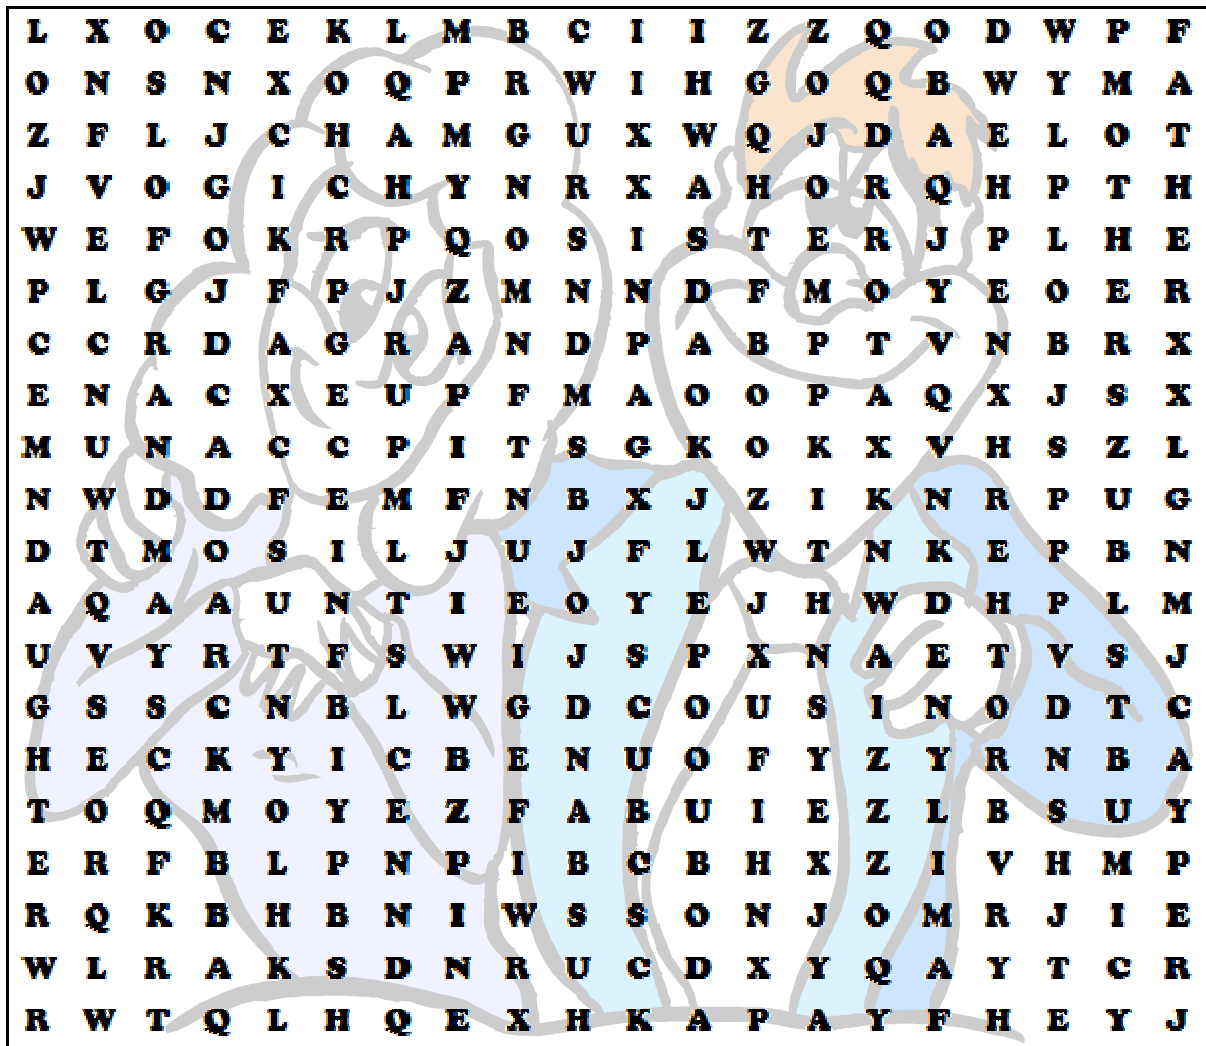 L X O C E K L M B C I I Z Z Q O D W P F
O N S N X O Q P R W I H G O Q B W Y M A
Z F L J C H A M G U X W Q J D A E L O T
J V O G I C H Y N R X A H O R Q H P T H
W E F O K R P Q O S I S T E R J P L H E
P L G J F P J Z M N N D F M O Y E O E R
C C R D A G R A N D P A B P T V N B R X
E N A C X E U P F M A O O P A Q X J S X
M U N A C C P I T S G K O K X V H S Z L
N W D D F E M F N B X J Z I K N R P U G
D T M O S I L J U J F L W T N K E P B N
A Q A A U N T I E O Y E J H W D H P L M
U V Y R T F S W I J S P X N A E T V S J
G S S C N B L W G D C O U S I N O D T C
H E C K Y I C B E N U O F Y Z Y R N B A
T O Q M O Y E Z F A B U I E Z L B S U Y
E R F B L P N P I B C B H X Z I V H M P
R Q K B H B N I W S S O N J O M R J I E
W L R A K S D N R U C D X Y Q A Y T C R
R W T Q L H Q E X H K A P A Y F H E Y J